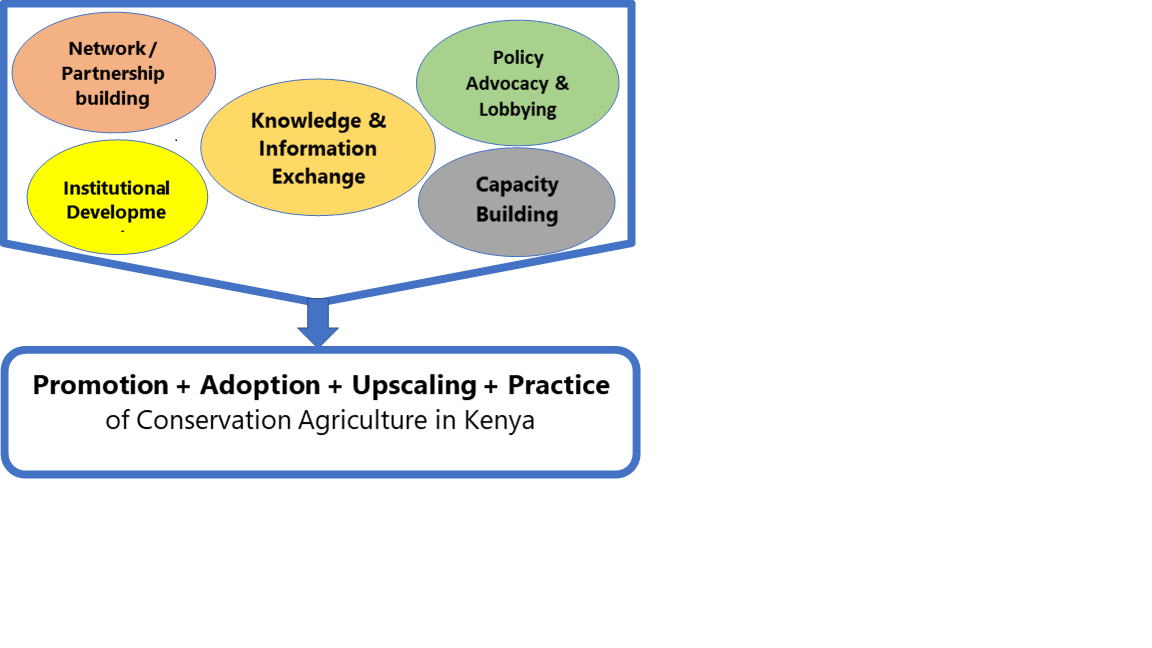 Network/
Partnership
building
Policy
Advocacy &
Lobbying
Knowledge &
Information
Exchange
Institutional
Developme
Capacity
Building
Promotion + Adoption + Upscaling + Practice
of Conservation Agriculture in Kenya